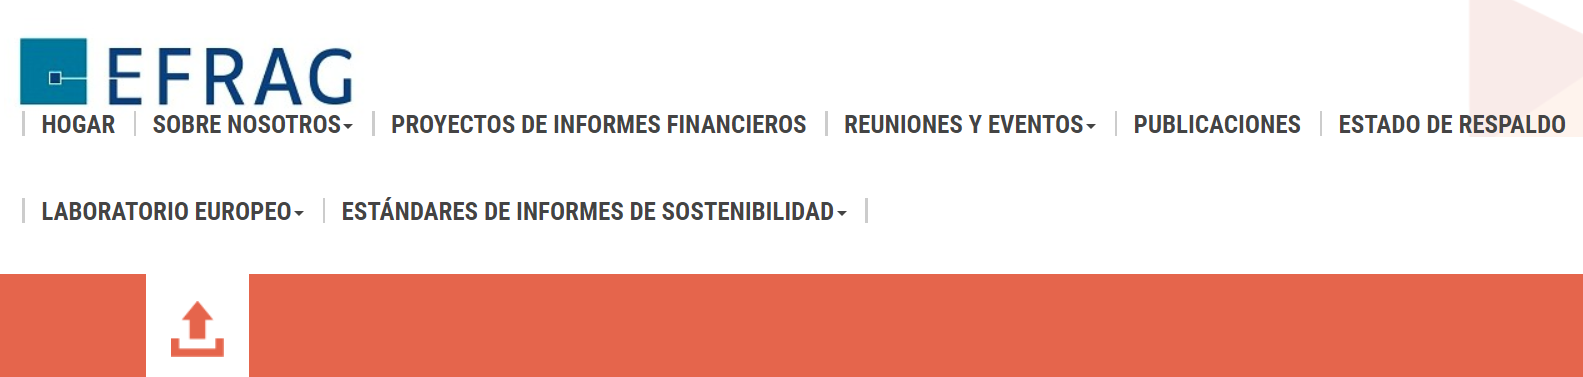 EFRAG
HOGAR SOBRE NOSOTROS PROYECTOS DE INFORMES FINANCIEROS REUNIONES Y EVENTOS PUBLICACIONES ESTADO DE RESPALDO
LABORATORIO EUROPEO ESTÁNDARES DE INFORMES DE SOSTENIBILIDAD